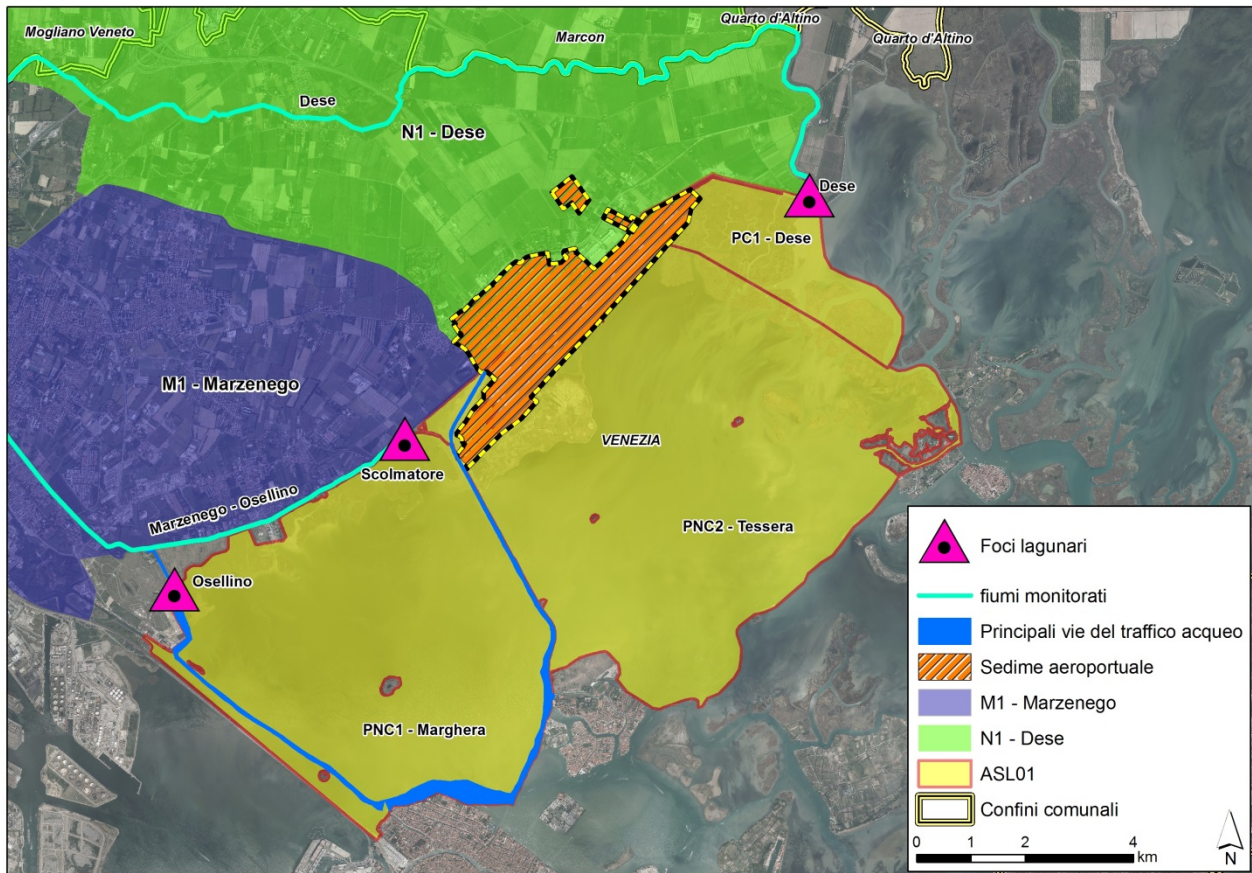 Mogliano Veneto
Marcon
Quarto d'Altino
Quarto d'Altino
Dese
N1 - Dese
Dese
PC1 - Dese
M1 - Marzenego
VENEZIA
Scolmatore
Marzenego - Osellino
PNC2 - Tessera
Osellino
PNC1 - Marghera
Foci lagunari
fiumi monitorati
Principali vie del traffico acqueo
Sedime aeroportuale
M1 - Marzenego
N1 - Dese
ASL01
Confini comunali
0 2 4
km
N